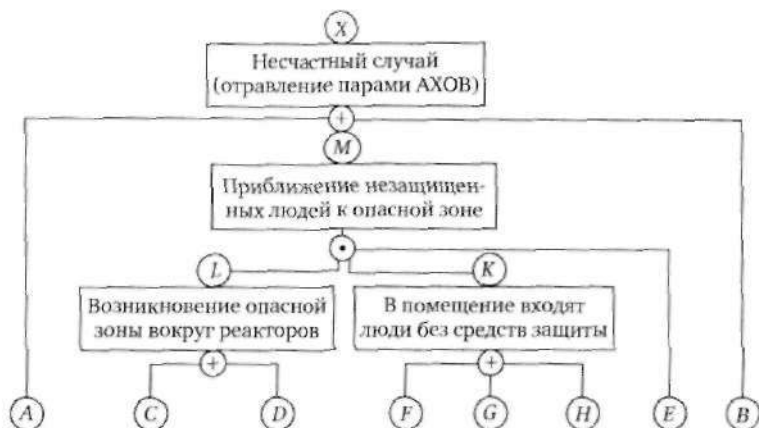 X
Несчастный случай
(отравление парами АХОВ)
+
M
Приближение незащищен-
ных людей к опасной зоне
•
L
K
Возникновение опасной
зоны вокруг реакторов
В помещение входят
люди без средств защиты
+
+
A
C
D
F
G
H
E
B